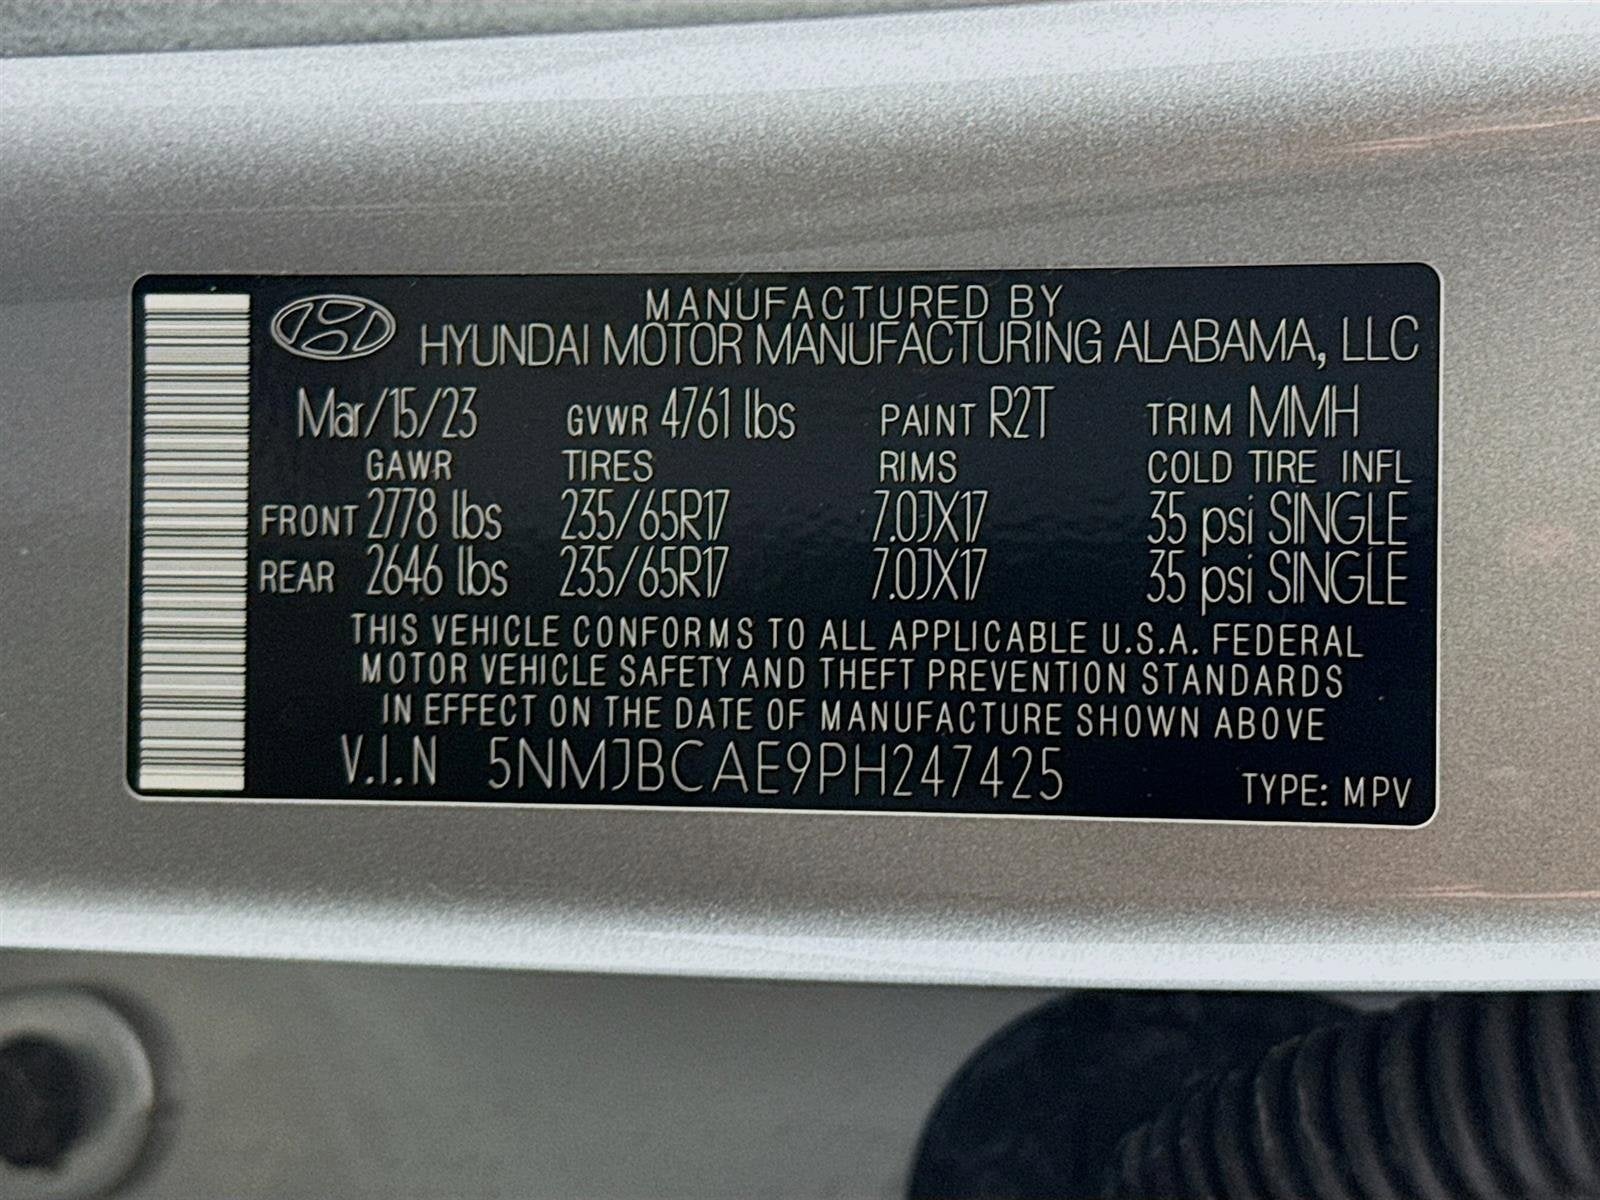 MANUFACTURED BY
HYUNDAI MOTOR MANUFACTURING ALABAMA, LLC
Mar/15/23 GVWR 4761 lbs PAINT R2T TRIM MMH
GAWR TIRES RIMS COLD TIRE INFL
FRONT 2778 lbs 235/65R17 7.0JX17 35 psi SINGLE
REAR 2646 lbs 235/65R17 7.0JX17 35 psi SINGLE
THIS VEHICLE CONFORMS TO ALL APPLICABLE U.S.A. FEDERAL
MOTOR VEHICLE SAFETY AND THEFT PREVENTION STANDARDS
IN EFFECT ON THE DATE OF MANUFACTURE SHOWN ABOVE
V.I.N 5NMJBCAE9PH247425 TYPE: MPV